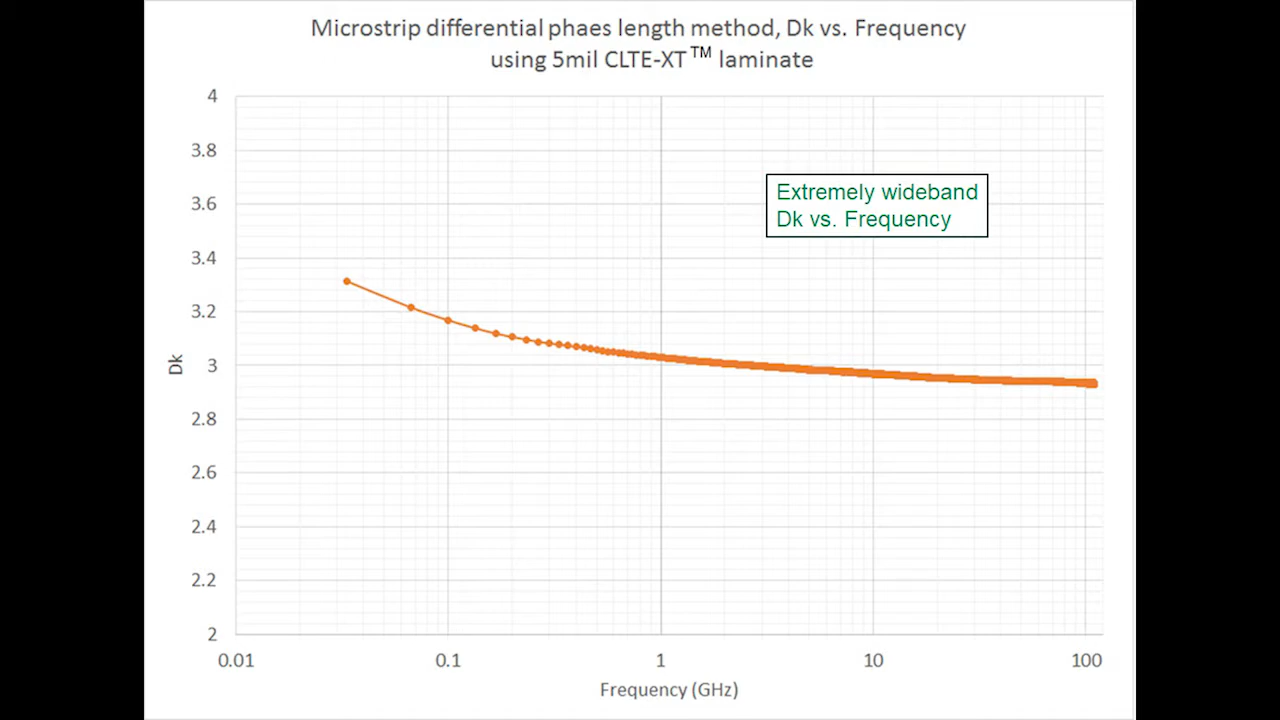 Microstrip differential phaes length method, Dk vs. Frequency
using 5mil CLTE-XT™ laminate
4
3.8
3.6
3.4
3.2
3
2.8
2.6
2.4
2.2
2
Dk
Extremely wideband
Dk vs. Frequency
0.01 0.1 1 10 100
Frequency (GHz)